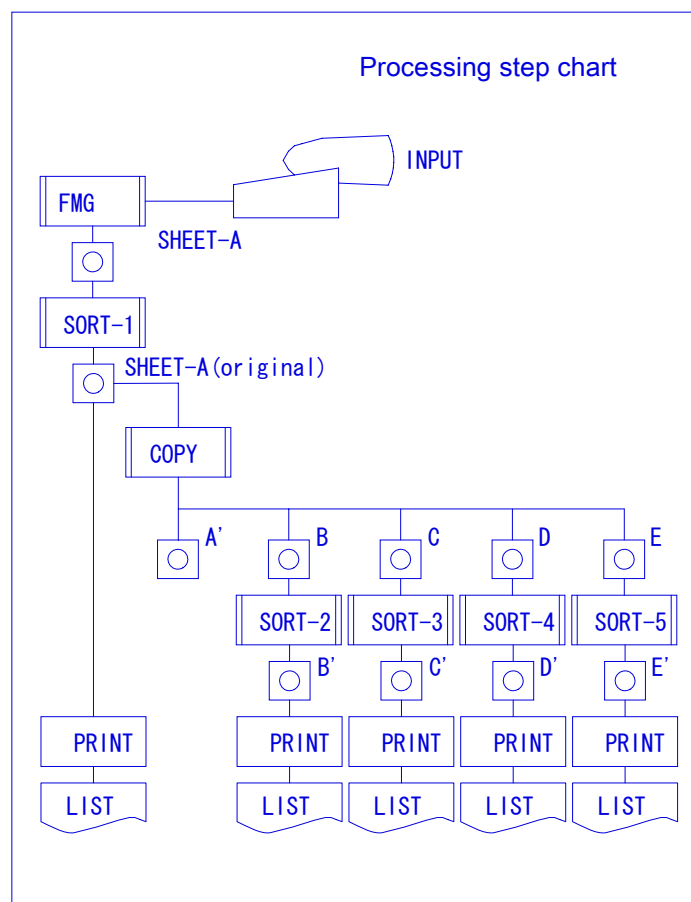 Processing step chart
INPUT
FMG
SHEET-A
SORT-1
SHEET-A(original)
COPY
A' B C D E
SORT-2 SORT-3 SORT-4 SORT-5
B' C' D' E'
PRINT PRINT PRINT PRINT PRINT
LIST LIST LIST LIST LIST